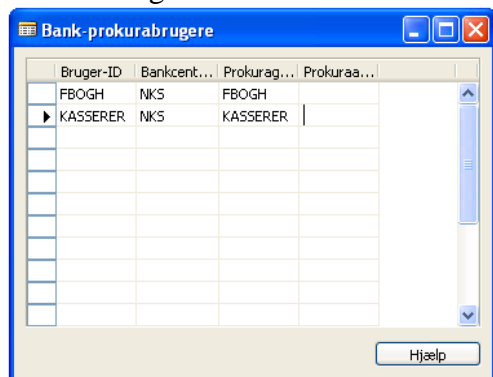 Bank-prokurabrugere
Bruger-ID Bankcent... Prokurag... Prokuraa...
FBOGH NKS FBOGH
KASSERER NKS KASSERER
Hjælp